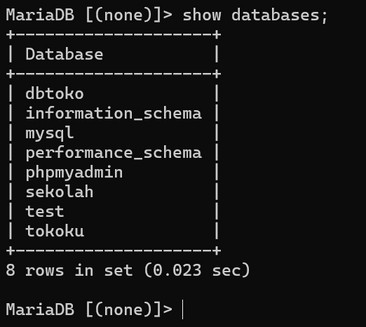 MariaDB [(none)]> show databases;
+--------------------+
| Database           |
+--------------------+
| dbtoko             |
| information_schema |
| mysql              |
| performance_schema |
| phpmyadmin         |
| sekolah            |
| test               |
| tokoku             |
+--------------------+
8 rows in set (0.023 sec)
MariaDB [(none)]>